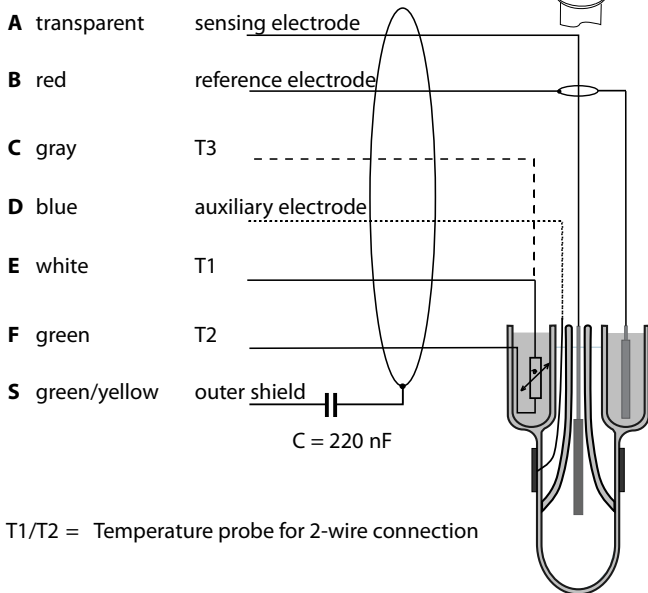 A transparent sensing electrode
B red reference electrode
C gray T3
D blue auxiliary electrode
E white T1
F green T2
S green/yellow outer shield
C = 220 nF
T1/T2 = Temperature probe for 2-wire connection